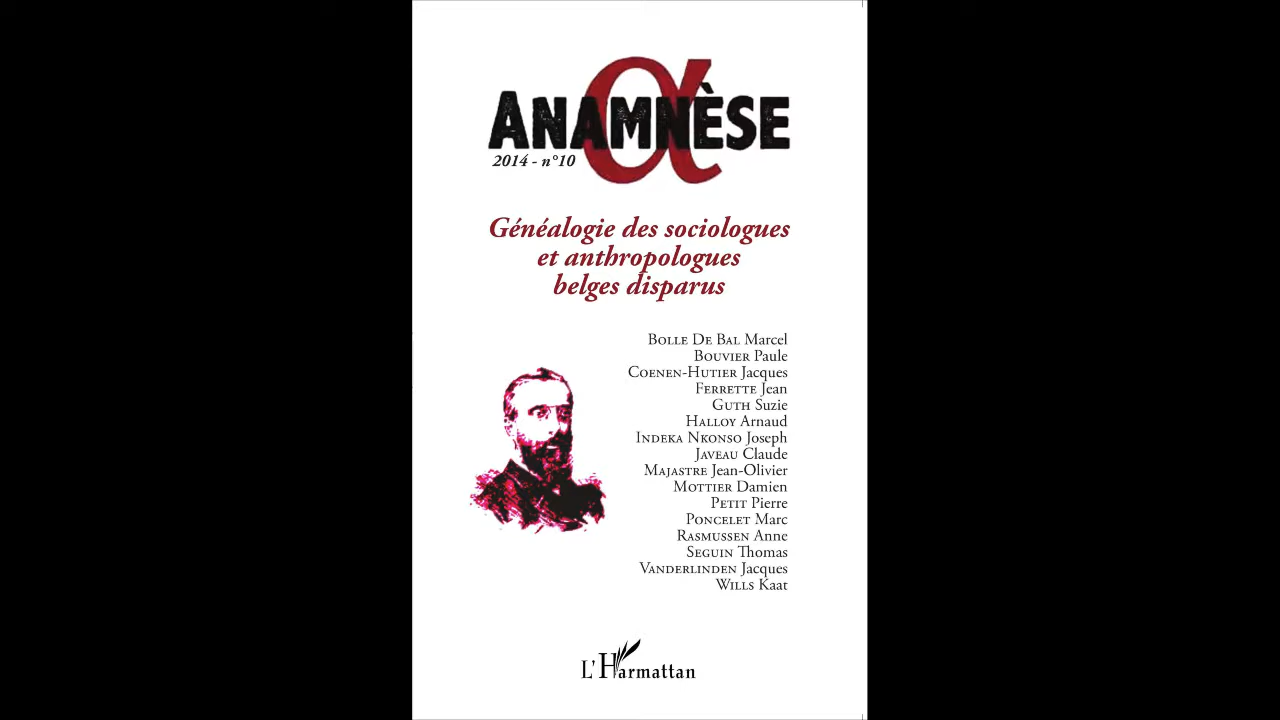 α
ANAMNÈSE
2014 - n°10
Généalogie des sociologues
et anthropologues
belges disparus
BOLLE DE BAL Marcel
BOUVIER Paule
COENEN-HUTIER Jacques
FERRETTE Jean
GUTH Suzie
HALLOY Arnaud
INDEKA NKONSO Joseph
JAVEAU Claude
MAJASTRE Jean-Olivier
MOTTIER Damien
PETIT Pierre
PONCELET Marc
RASMUSSEN Anne
SEGUIN Thomas
VANDERLINDEN Jacques
WILLS Kaat
L'Harmattan